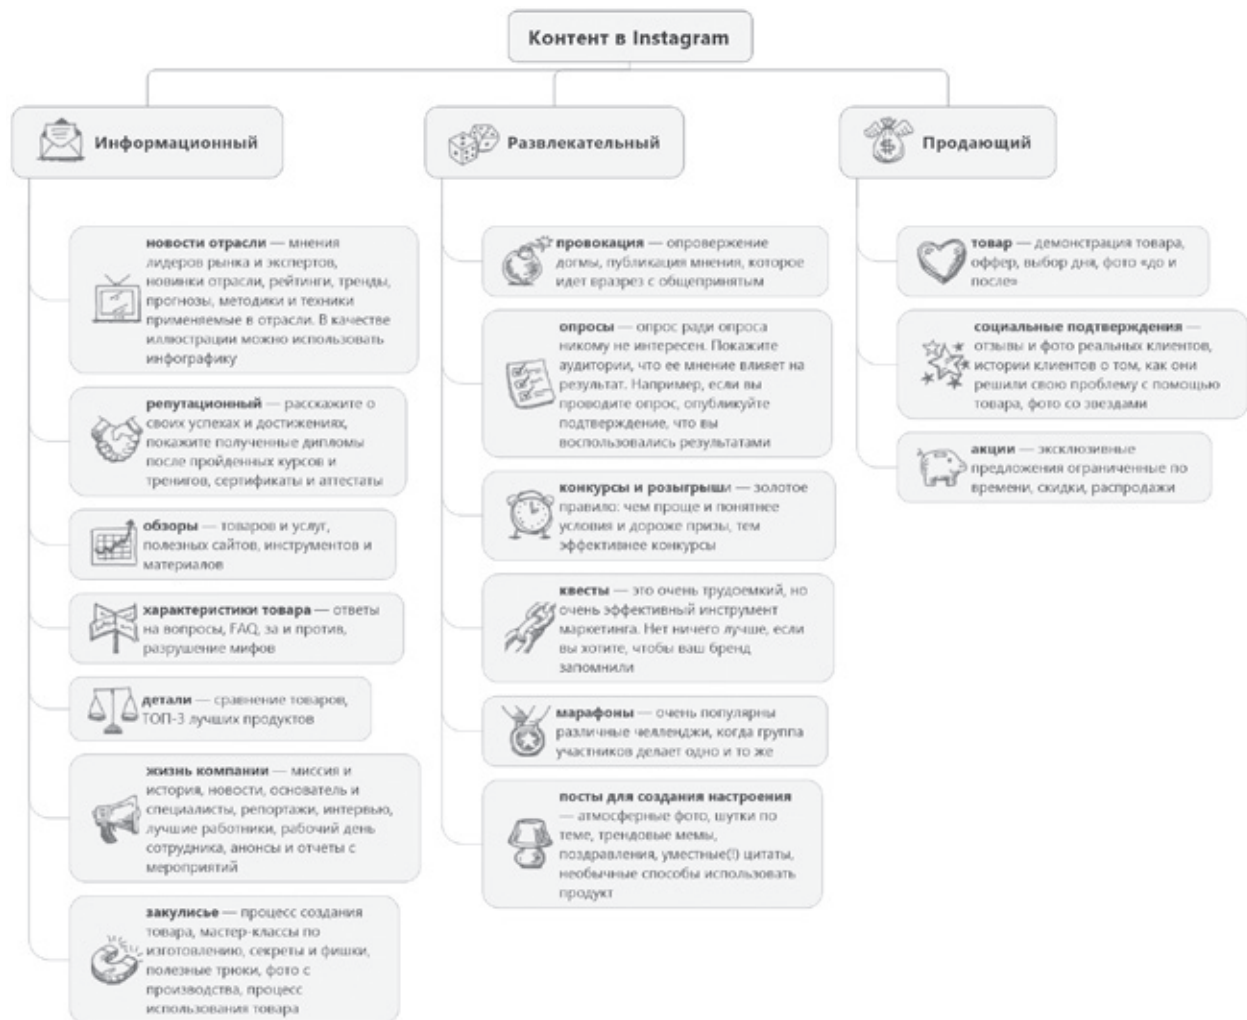 Контент в Instagram
Информационный
новости отрасли — мнения
лидеров рынка и экспертов,
новинки отрасли, рейтинги, тренды,
прогнозы, методики и техники
применяемые в отрасли. В качестве
иллюстрации можно использовать
инфографику
репутационный — расскажите о
своих успехах и достижениях,
покажите полученные дипломы
после пройденных курсов и
тренигов, сертификаты и аттестаты
обзоры — товаров и услуг,
полезных сайтов, инструментов и
материалов
характеристики товара — ответы
на вопросы, FAQ, за и против,
разрушение мифов
детали — сравнение товаров,
ТОП-3 лучших продуктов
жизнь компании — миссия и
история, новости, основатель и
специалисты, репортажи, интервью,
лучшие работники, рабочий день
сотрудника, анонсы и отчеты с
мероприятий
закулисье — процесс создания
товара, мастер-классы по
изготовлению, секреты и фишки,
полезные трюки, фото с
производства, процесс
использования товара
Развлекательный
провокация — опровержение
догмы, публикация мнения, которое
идет вразрез с общепринятым
опросы — опрос ради опроса
никому не интересен. Покажите
аудитории, что ее мнение влияет на
результат. Например, если вы
проводите опрос, опубликуйте
подтверждение, что вы
воспользовались результатами
конкурсы и розыгрыши — золотое
правило: чем проще и понятнее
условия и дороже призы, тем
эффективнее конкурсы
квесты — это очень трудоемкий, но
очень эффективный инструмент
маркетинга. Нет ничего лучше, если
вы хотите, чтобы ваш бренд
запомнили
марафоны — очень популярны
различные челленджи, когда группа
участников делает одно и то же
посты для создания настроения
— атмосферные фото, шутки по
теме, трендовые мемы,
поздравления, уместные(!) цитаты,
необычные способы использовать
продукт
Продающий
товар — демонстрация товара,
оффер, выбор дня, фото «до и
после»
социальные подтверждения —
отзывы и фото реальных клиентов,
истории клиентов о том, как они
решили свою проблему с помощью
товара, фото со звездами
акции — эксклюзивные
предложения ограниченные по
времени, скидки, распродажи